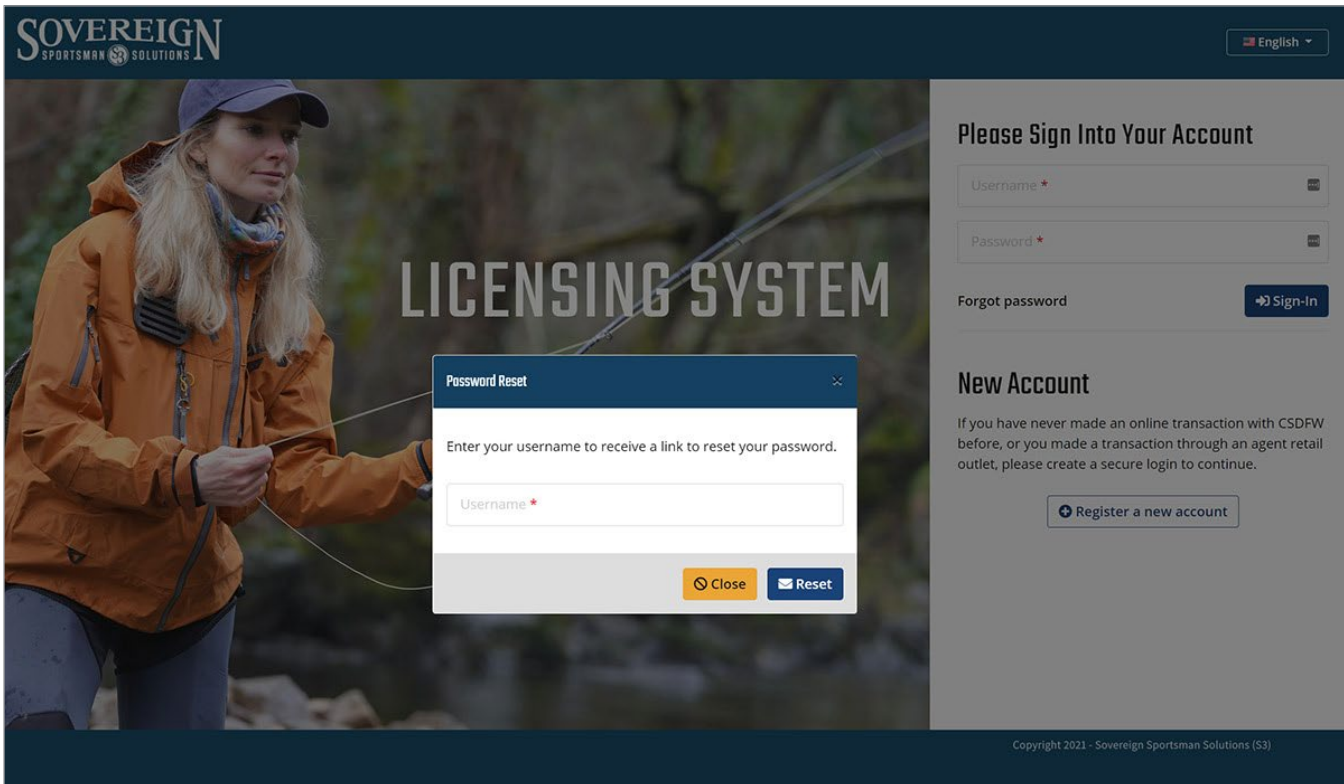 SOVEREIGN
SPORTSMAN S3 SOLUTIONS
English
Please Sign Into Your Account
Username *
Password *
Forgot password
Sign-In
LICENSING SYSTEM
Password Reset
Enter your username to receive a link to reset your password.
Username *
Close
Reset
New Account
If you have never made an online transaction with CSDFW
before, or you made a transaction through an agent retail
outlet, please create a secure login to continue.
Register a new account
Copyright 2021 - Sovereign Sportsman Solutions (S3)